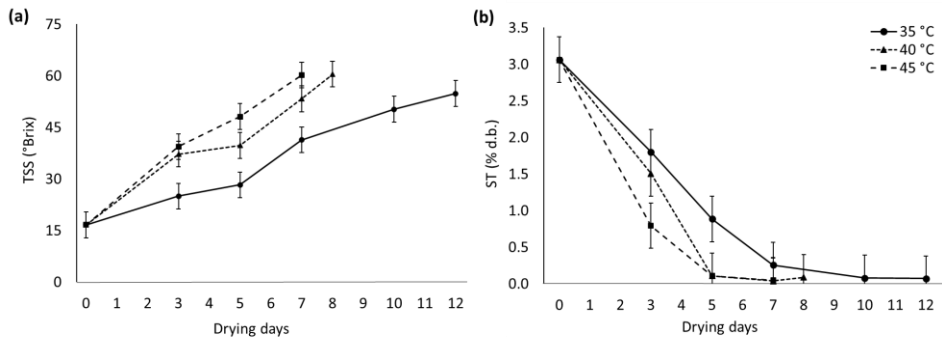 (a)
75
60
45
30
15
0
TSS (°Brix)
0 1 2 3 4 5 6 7 8 9 10 11 12
Drying days
(b)
3.5
3.0
2.5
2.0
1.5
1.0
0.5
0.0
ST (% d.b.)
0 1 2 3 4 5 6 7 8 9 10 11 12
Drying days
35 °C
40 °C
45 °C